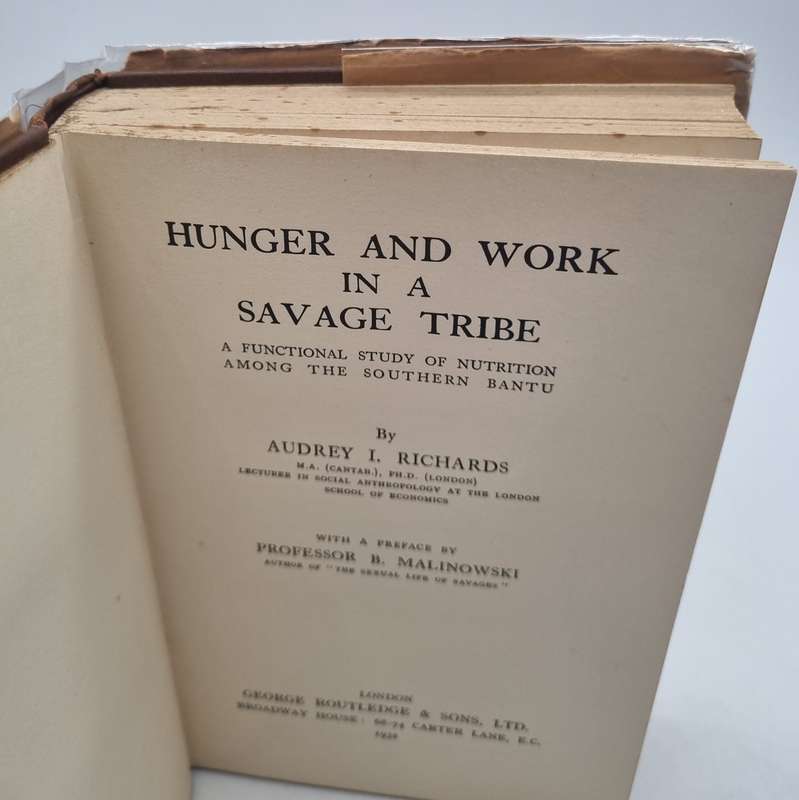 HUNGER AND WORK
IN A
SAVAGE TRIBE
A FUNCTIONAL STUDY OF NUTRITION
AMONG THE SOUTHERN BANTU
By
AUDREY I. RICHARDS
M.A. (CANTAB.), PH.D. (LONDON)
LECTURER IN SOCIAL ANTHROPOLOGY AT THE LONDON
SCHOOL OF ECONOMICS
WITH A PREFACE BY
PROFESSOR B. MALINOWSKI
AUTHOR OF "THE SEXUAL LIFE OF SAVAGES"
LONDON
GEORGE ROUTLEDGE & SONS, LTD.
BROADWAY HOUSE: 68-74 CARTER LANE, E.C.
1932